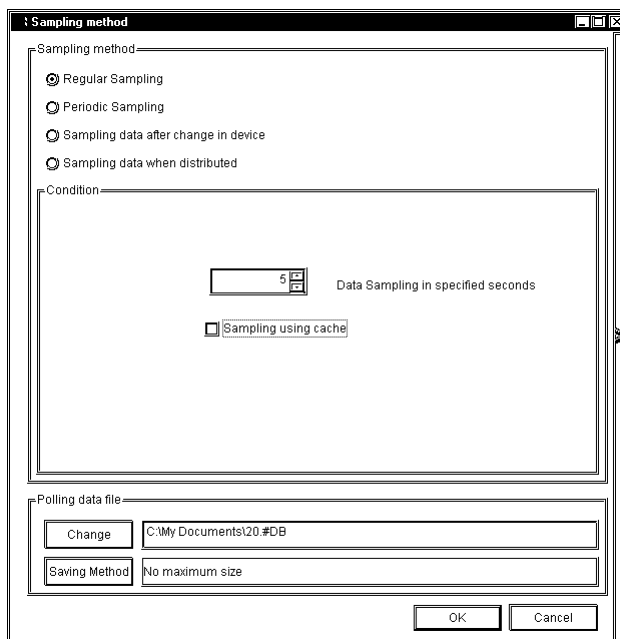 Sampling method
Sampling method
Regular Sampling
Periodic Sampling
Sampling data after change in device
Sampling data when distributed
Condition
5
Data Sampling in specified seconds
Sampling using cache
Polling data file
Change
C:\My Documents\20.#DB
Saving Method
No maximum size
OK
Cancel